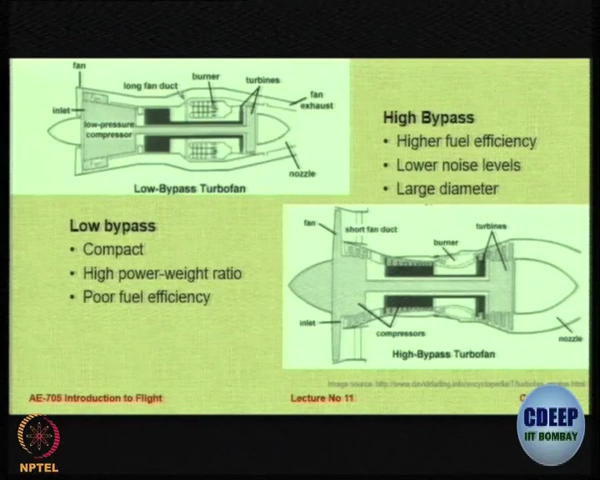 fan
long fan duct
burner
turbines
fan
exhaust
inlet
low-pressure
compressor
nozzle
Low-Bypass Turbofan
High Bypass
• Higher fuel efficiency
• Lower noise levels
• Large diameter
Low bypass
• Compact
• High power-weight ratio
• Poor fuel efficiency
fan
short fan duct
burner
turbines
inlet
compressors
nozzle
High-Bypass Turbofan
AE-705 Introduction to Flight
Lecture No 11
CDEEP
IIT BOMBAY
NPTEL